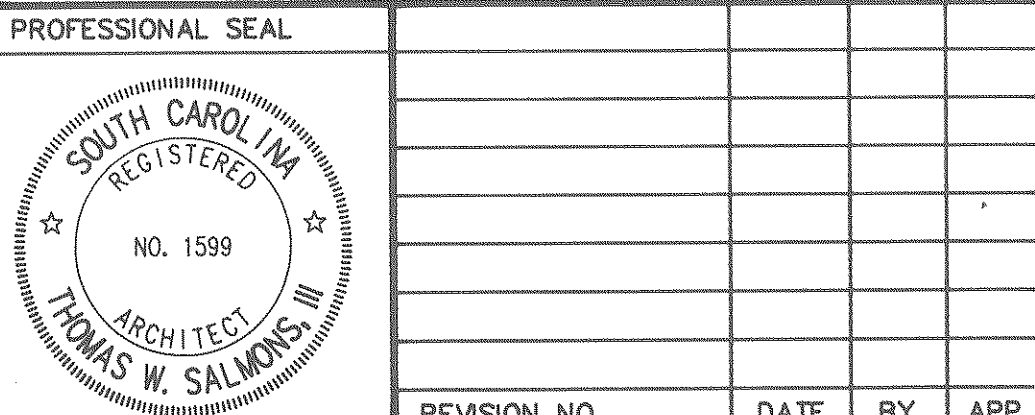 PROFESSIONAL SEAL
SOUTH CAROLINA
REGISTERED
NO. 1599
ARCHITECT
THOMAS W. SALMONS, III
REVISION NO. DATE BY APP.